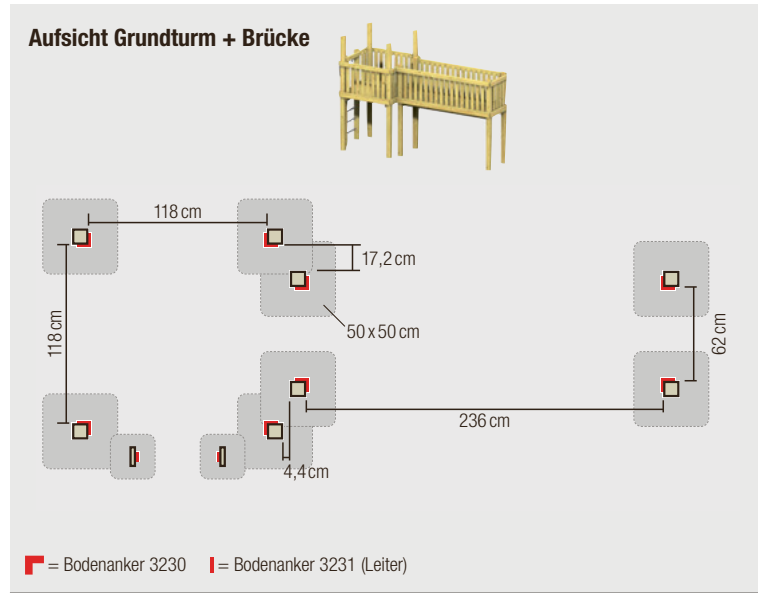 Aufsicht Grundturm + Brücke
118 cm
17,2 cm
50 x 50 cm
118 cm
62 cm
236 cm
4,4 cm
= Bodenanker 3230
= Bodenanker 3231 (Leiter)